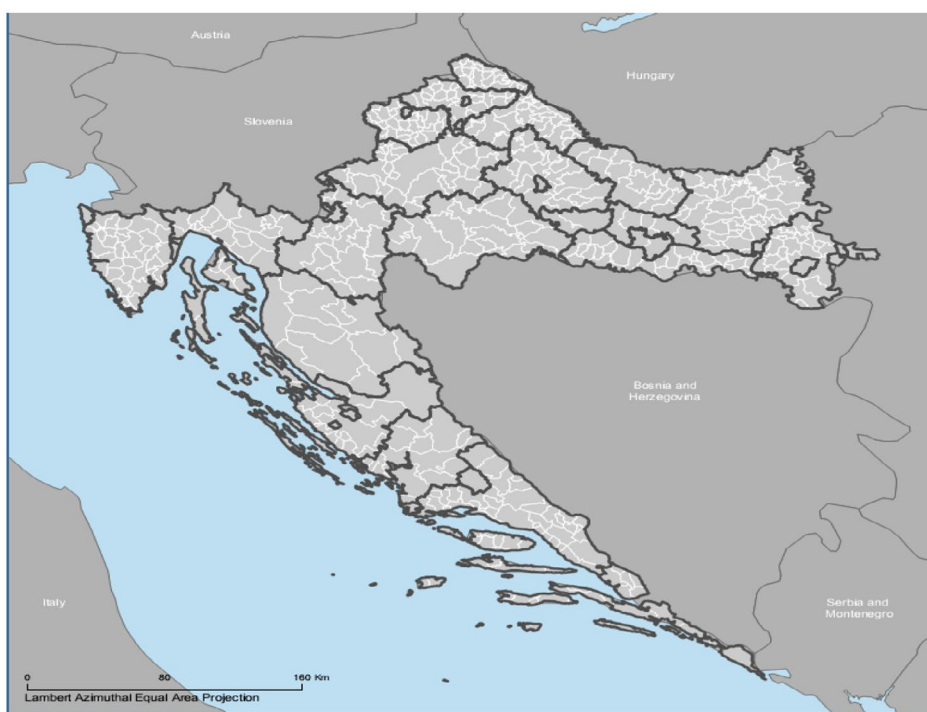 Austria
Hungary
Slovenia
Bosnia and
Herzegovina
Italy
Serbia and
Montenegro
0 80 160 Km
Lambert Azimuthal Equal Area Projection